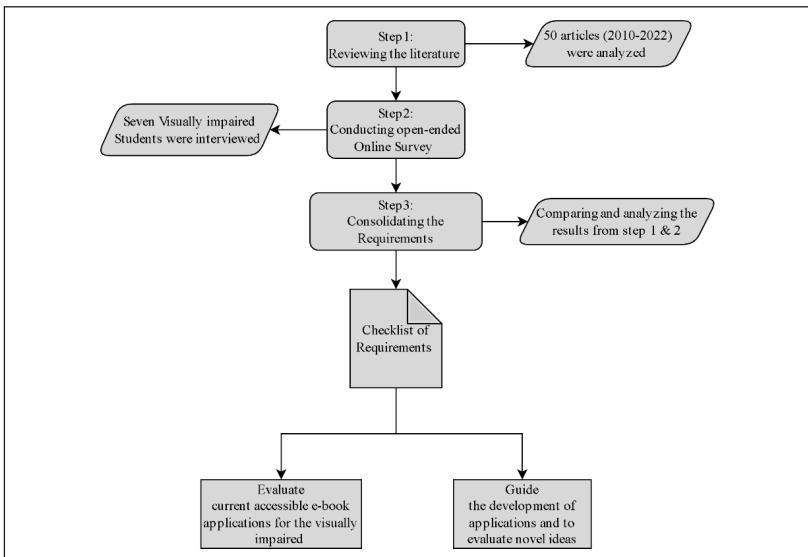 Step1:
Reviewing the literature
50 articles (2010-2022)
were analyzed
Seven Visually impaired
Students were interviewed
Step2:
Conducting open-ended
Online Survey
Step3:
Consolidating the
Requirements
Comparing and analyzing the
results from step 1 & 2
Checklist of
Requirements
Evaluate
current accessible e-book
applications for the visually
impaired
Guide
the development of
applications and to
evaluate novel ideas